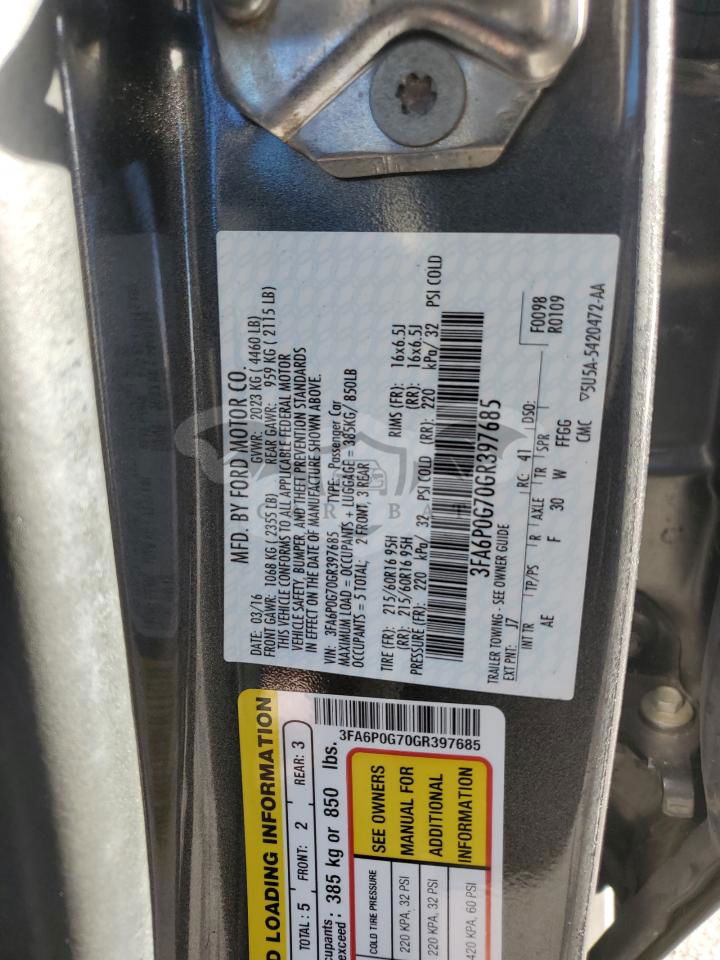 MFD. BY FORD MOTOR CO.
DATE: 03/16 GVWR: 2023 KG ( 4460 LB)
FRONT GAWR: 1068 KG ( 2355 LB) REAR GAWR: 959 KG ( 2115 LB)
THIS VEHICLE CONFORMS TO ALL APPLICABLE FEDERAL MOTOR
VEHICLE SAFETY, BUMPER, AND THEFT PREVENTION STANDARDS
IN EFFECT ON THE DATE OF MANUFACTURE SHOWN ABOVE.
VIN: 3FA6P0G70GR397685 TYPE: Passenger Car
MAXIMUM LOAD = OCCUPANTS + LUGGAGE = 385KG/ 850LB
OCCUPANTS = 5 TOTAL; 2 FRONT, 3 REAR
TIRE (FR): 215/60R16 95H RIMS (FR): 16x6.5J
(RR): 215/60R16 95H (RR): 16x6.5J
PRESSURE (FR): 220 kPa/ 32 PSI COLD (RR): 220 kPa/ 32 PSI COLD
3FA6P0G70GR397685
TRAILER TOWING - SEE OWNER GUIDE F0098
EXT PNT: J7 RC: 41 DSO: R0109
INT TR TP/PS R AXLE TR SPR
AE F 30 W FFGG
CMC 5U5A-5420472-AA
LOADING INFORMATION
TOTAL : 5 FRONT: 2 REAR: 3
exceed : 385 kg or 850 lbs.
3FA6P0G70GR397685
COLD TIRE PRESSURE
220 KPA, 32 PSI
220 KPA, 32 PSI
420 KPA, 60 PSI
SEE OWNERS
MANUAL FOR
ADDITIONAL
INFORMATION